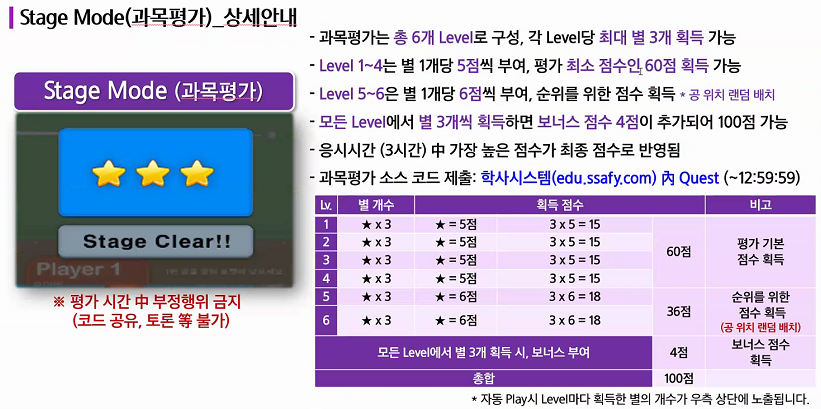 Stage Mode(과목평가)_상세안내
Stage Mode (과목평가)
Stage Clear!!
Player 1
※ 평가 시간 中 부정행위 금지
(코드 공유, 토론 等 불가)
- 과목평가는 총 6개 Level로 구성, 각 Level당 최대 별 3개 획득 가능
- Level 1~4는 별 1개당 5점씩 부여, 평가 최소 점수인 60점 획득 가능
- Level 5~6은 별 1개당 6점씩 부여, 순위를 위한 점수 획득 * 공 위치 랜덤 배치
- 모든 Level에서 별 3개씩 획득하면 보너스 점수 4점이 추가되어 100점 가능
- 응시시간 (3시간) 中 가장 높은 점수가 최종 점수로 반영됨
- 과목평가 소스 코드 제출: 학사시스템(edu.ssafy.com) 內 Quest (~12:59:59)
Lv. 별 개수 획득 점수 비고
1 ★ x 3 ★ = 5점 3 x 5 = 15
2 ★ x 3 ★ = 5점 3 x 5 = 15
3 ★ x 3 ★ = 5점 3 x 5 = 15
4 ★ x 3 ★ = 5점 3 x 5 = 15
60점
평가 기본
점수 획득
5 ★ x 3 ★ = 6점 3 x 6 = 18
6 ★ x 3 ★ = 6점 3 x 6 = 18
36점
순위를 위한
점수 획득
(공 위치 랜덤 배치)
모든 Level에서 별 3개 획득 시, 보너스 부여 4점
보너스 점수
획득
총합 100점
* 자동 Play시 Level마다 획득한 별의 개수가 우측 상단에 노출됩니다.